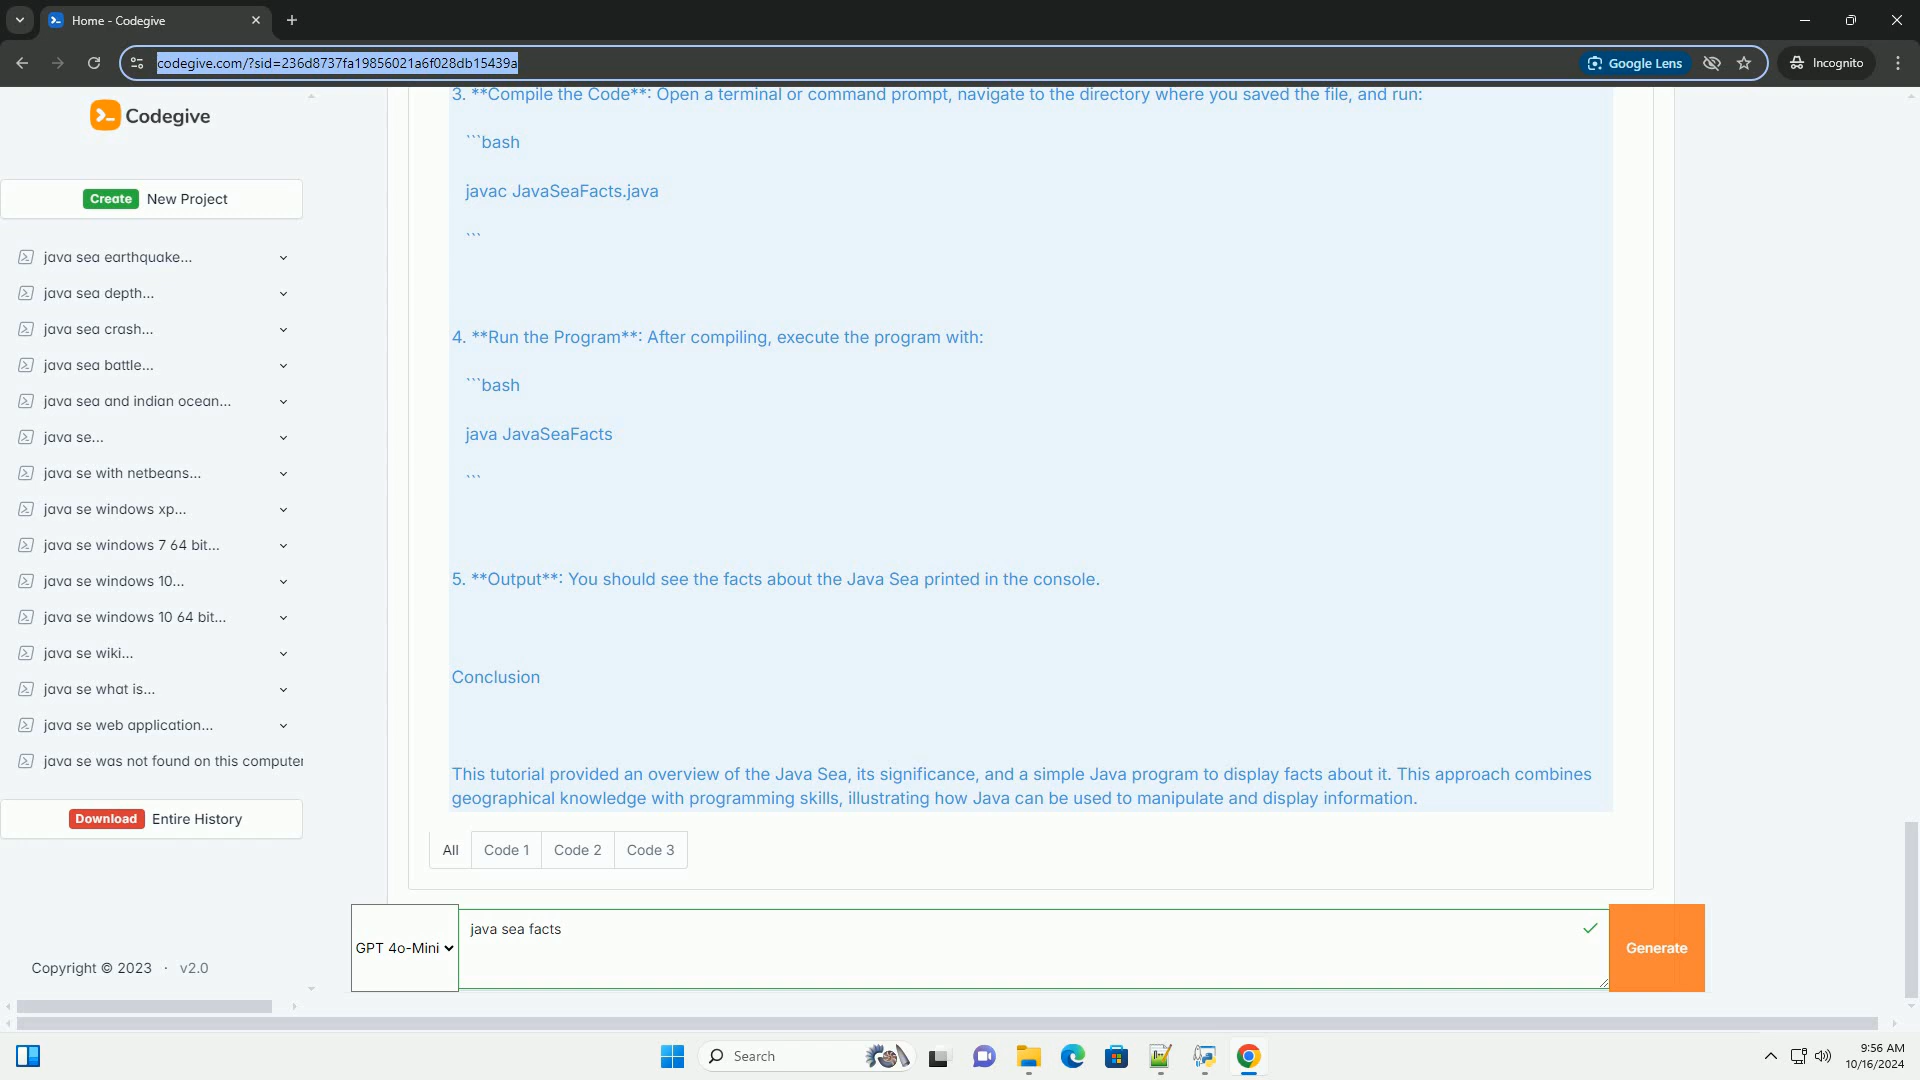 Home - Codegive
codegive.com/?sid=236d8737fa19856021a6f028db15439a
Google Lens
Incognito
Codegive
Create New Project
java sea earthquake...
java sea depth...
java sea crash...
java sea battle...
java sea and indian ocean...
java se...
java se with netbeans...
java se windows xp...
java se windows 7 64 bit...
java se windows 10...
java se windows 10 64 bit...
java se wiki...
java se what is...
java se web application...
java se was not found on this computer
Download Entire History
Copyright © 2023 · v2.0
3. **Compile the Code**: Open a terminal or command prompt, navigate to the directory where you saved the file, and run:
```bash
javac JavaSeaFacts.java
```
4. **Run the Program**: After compiling, execute the program with:
```bash
java JavaSeaFacts
```
5. **Output**: You should see the facts about the Java Sea printed in the console.
Conclusion
This tutorial provided an overview of the Java Sea, its significance, and a simple Java program to display facts about it. This approach combines
geographical knowledge with programming skills, illustrating how Java can be used to manipulate and display information.
All Code 1 Code 2 Code 3
GPT 4o-Mini
java sea facts
Generate
Search
9:56 AM
10/16/2024